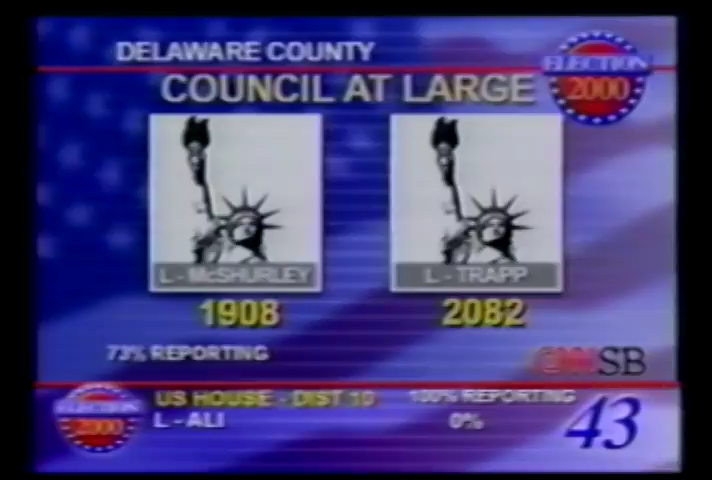 DELAWARE COUNTY
COUNCIL AT LARGE
ELECTION
2000
L - McSHURLEY
L - TRAPP
1908
2082
73% REPORTING
CNN SB
ELECTION
2000
US HOUSE - DIST 10
100% REPORTING
L - ALI
0%
43